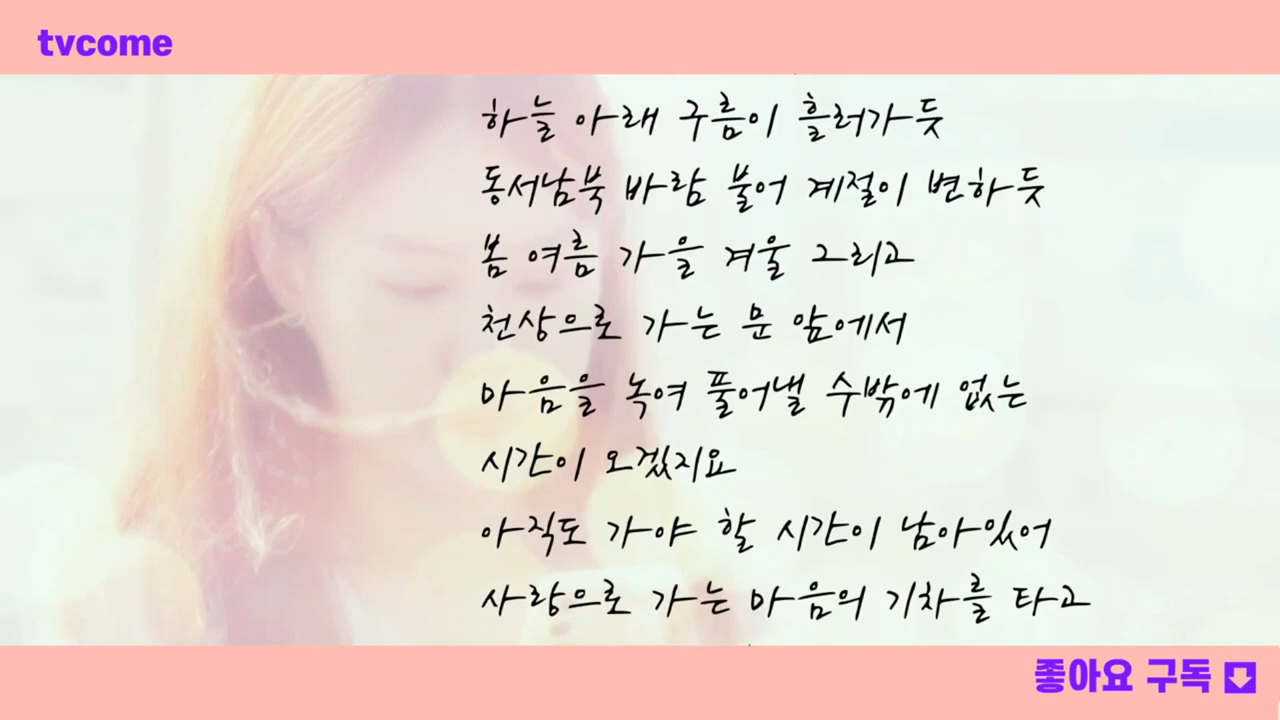 tvcome
하늘 아래 구름이 흘러가듯
동서남북 바람 불어 계절이 변하듯
봄 여름 가을 겨울 그리고
천상으로 가는 문 앞에서
마음을 녹여 풀어낼 수밖에 없는
시간이 오겠지요
아직도 가야 할 시간이 남아있어
사랑으로 가는 마음의 기차를 타고
좋아요 구독